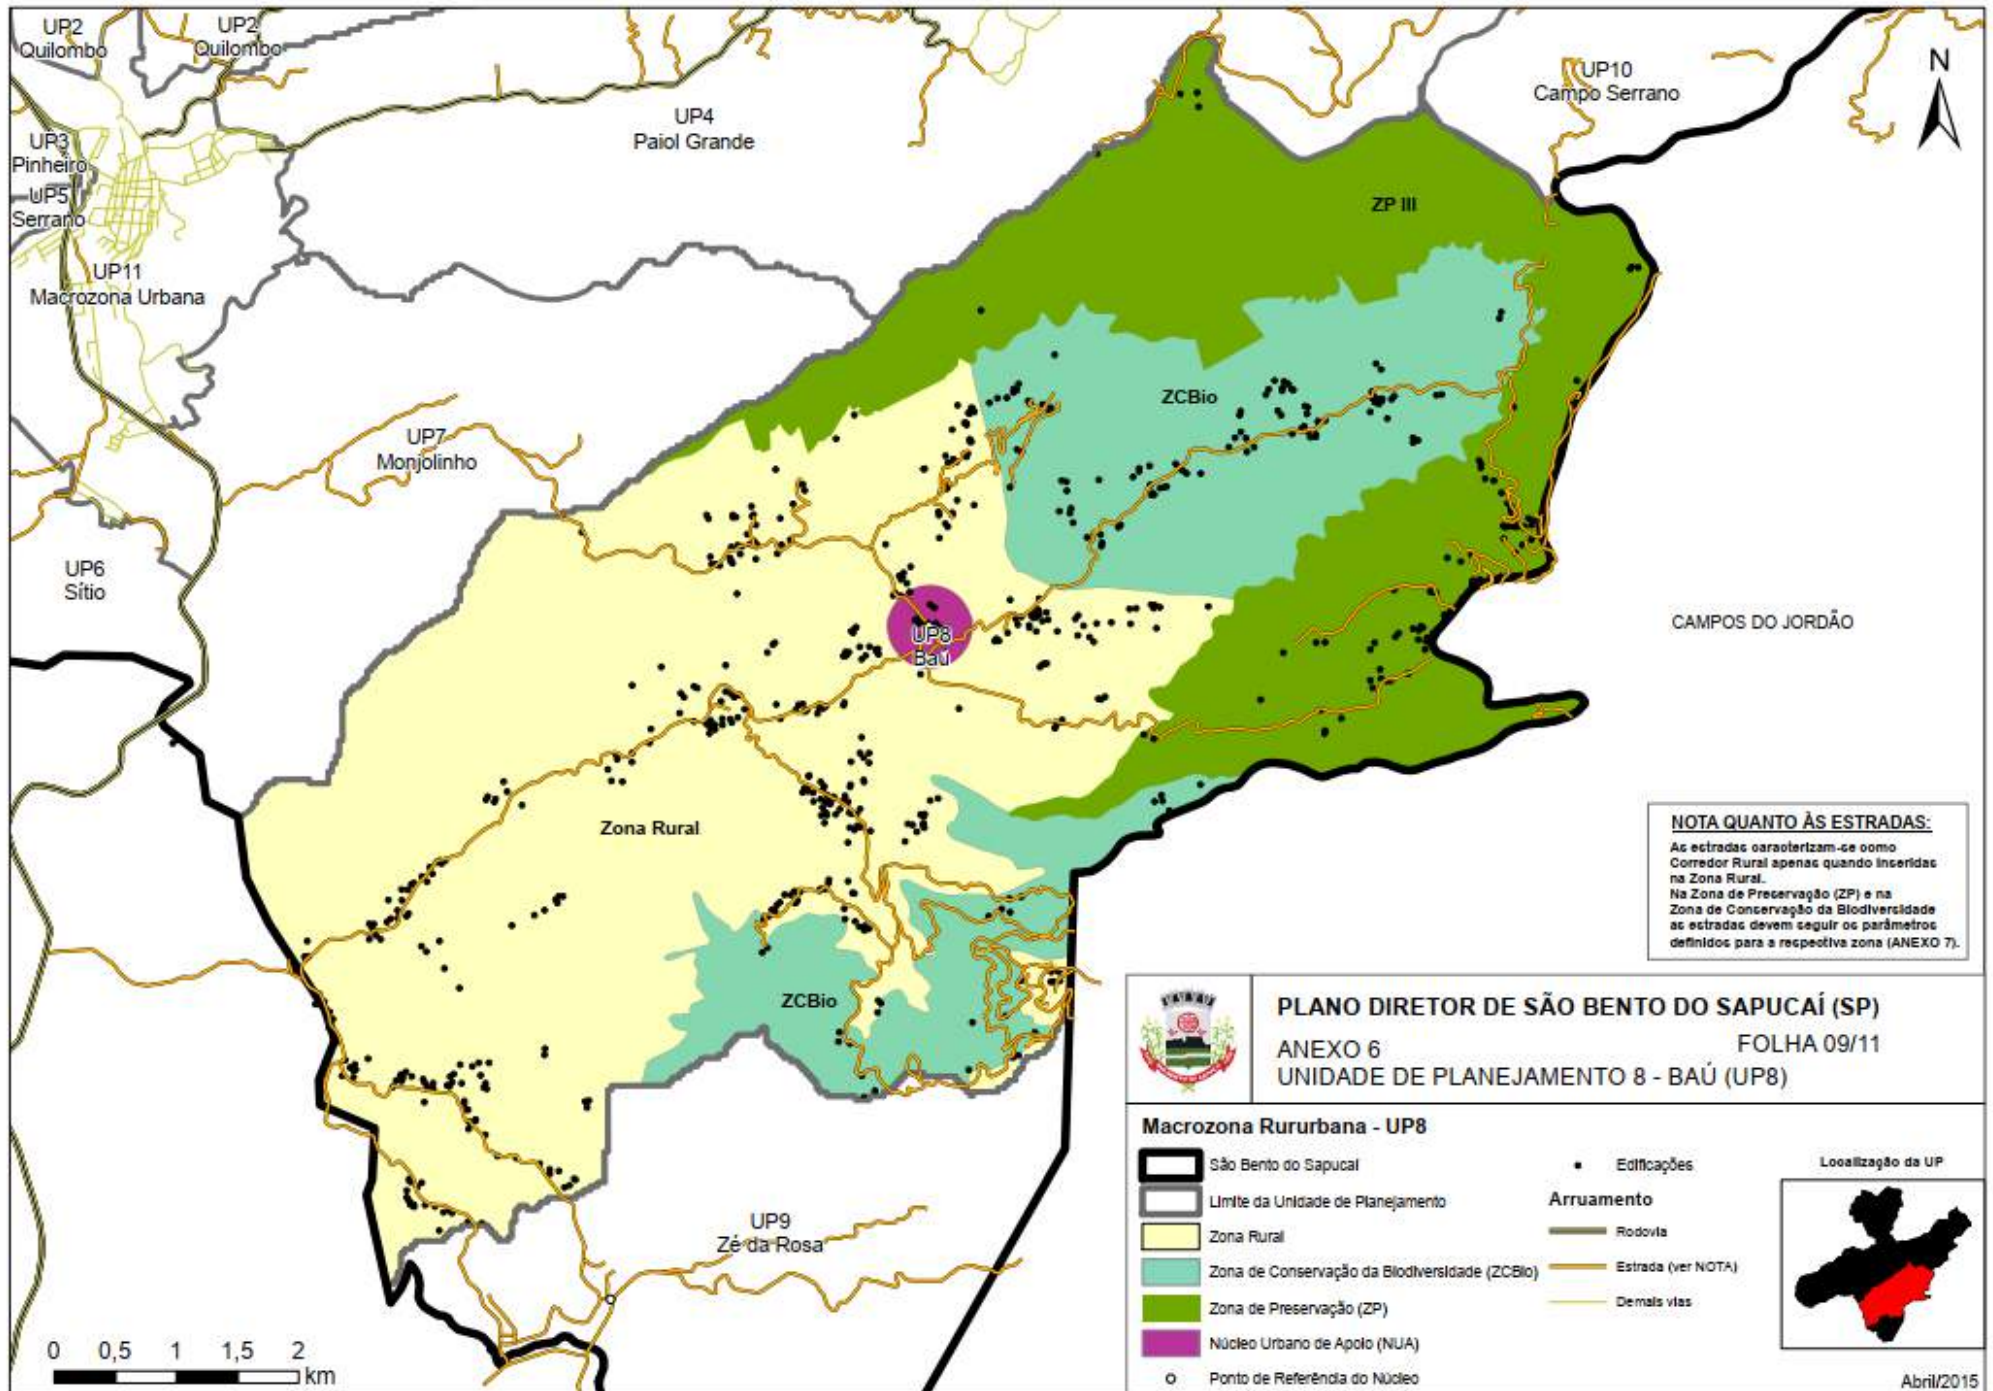 UP2
Quilombo
UP2
Quilombo
UP10
Campo Serrano
N
UP4
Paiol Grande
UP3
Pinheiro
UP5
Serrano
ZP III
UP11
Macrozona Urbana
ZCBio
UP7
Monjolinho
UP6
Sítio
UP8
Baú
CAMPOS DO JORDÃO
Zona Rural
ZCBio
UP9
Zé da Rosa
NOTA QUANTO ÀS ESTRADAS:
As estradas caracterizam-se como
Corredor Rural apenas quando inseridas
na Zona Rural.
Na Zona de Preservação (ZP) e na
Zona de Conservação da Biodiversidade
as estradas devem seguir os parâmetros
definidos para a respectiva zona (ANEXO 7).
PLANO DIRETOR DE SÃO BENTO DO SAPUCAÍ (SP)
ANEXO 6 FOLHA 09/11
UNIDADE DE PLANEJAMENTO 8 - BAÚ (UP8)
Macrozona Rururbana - UP8
São Bento do Sapucaí
Limite da Unidade de Planejamento
Zona Rural
Zona de Conservação da Biodiversidade (ZCBio)
Zona de Preservação (ZP)
Núcleo Urbano de Apoio (NUA)
Ponto de Referência do Núcleo
Edificações
Arruamento
Rodovia
Estrada (ver NOTA)
Demais vias
Localização da UP
Abril/2015
0 0,5 1 1,5 2
km